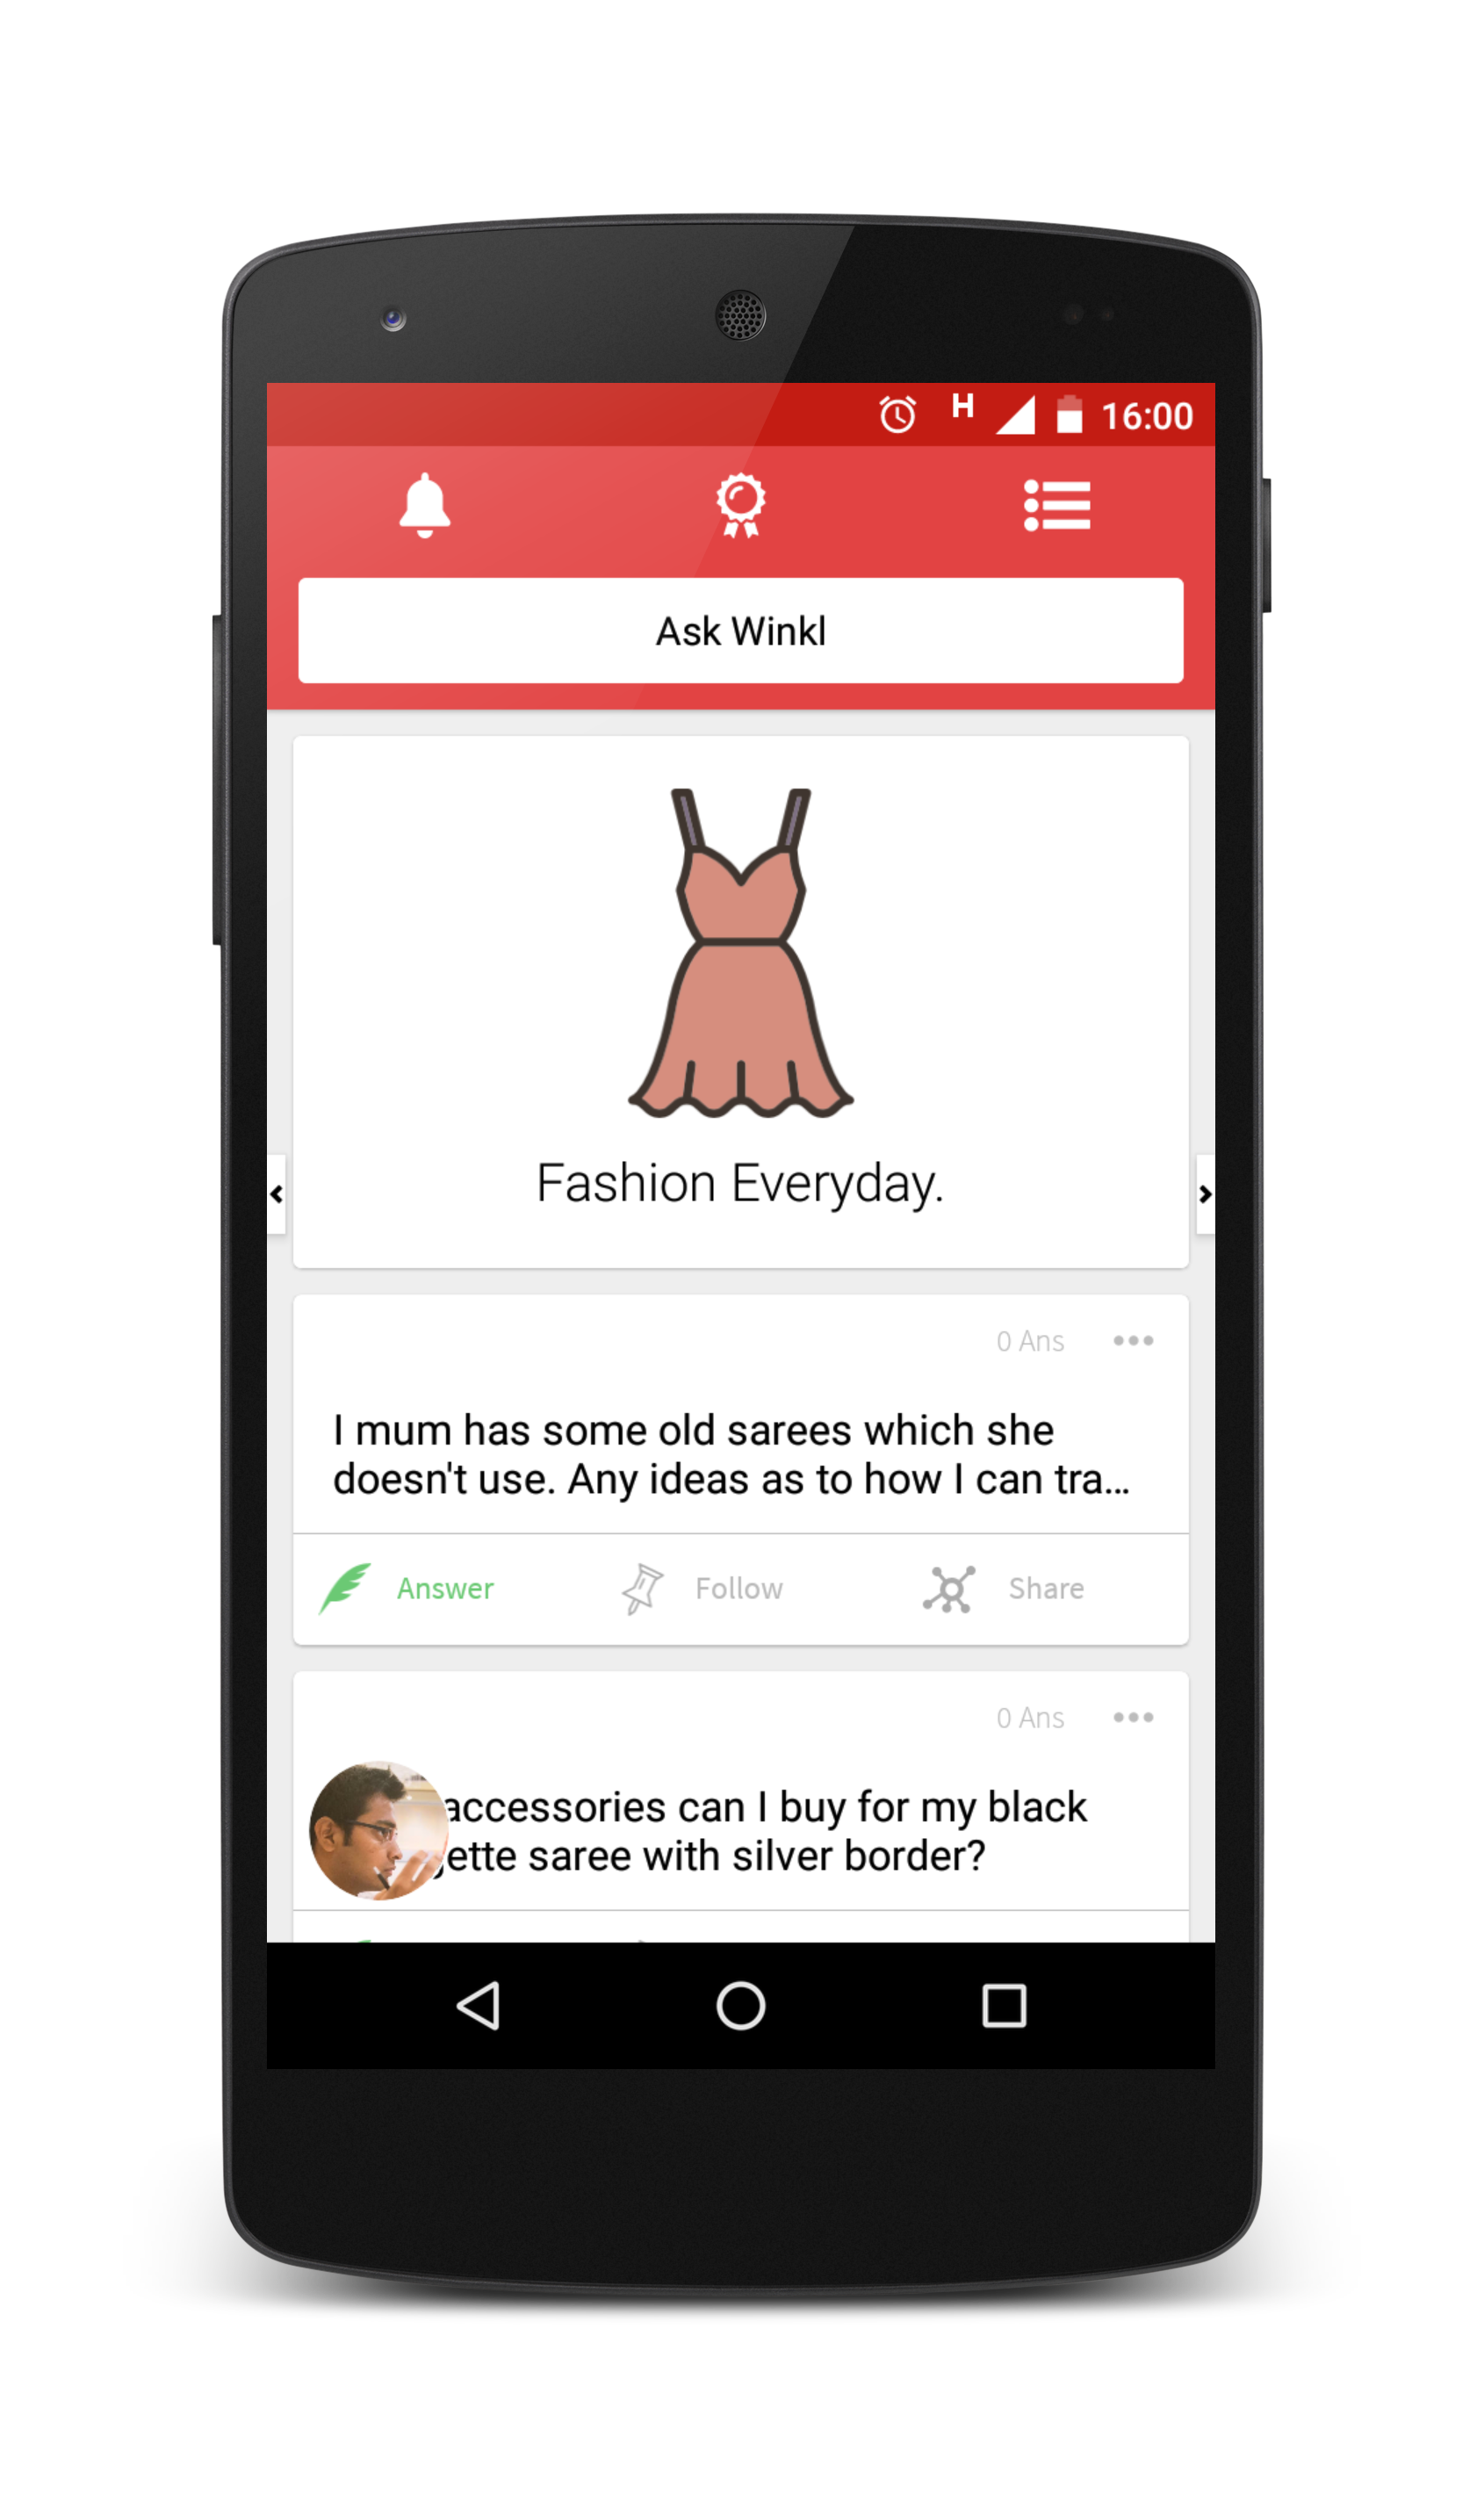 H 16:00
Ask Winkl
Fashion Everyday.
0 Ans
I mum has some old sarees which she
doesn't use. Any ideas as to how I can tra...
Answer Follow Share
0 Ans
accessories can I buy for my black
ette saree with silver border?